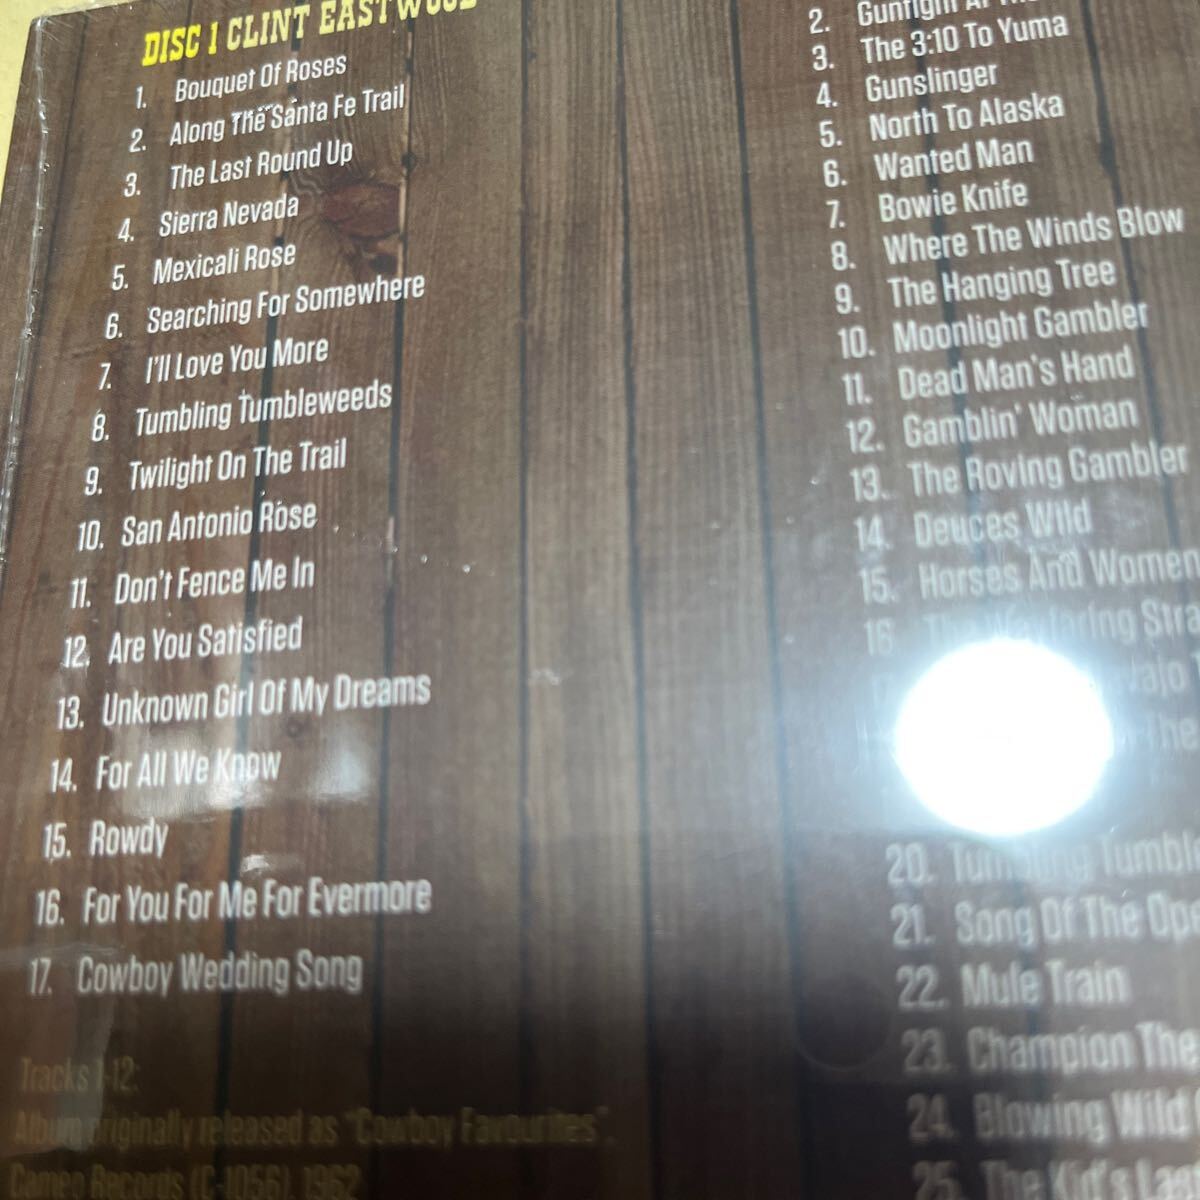 DISC 1 CLINT EASTWOOD
1. Bouquet Of Roses
2. Along The Santa Fe Trail
3. The Last Round Up
4. Sierra Nevada
5. Mexicali Rose
6. Searching For Somewhere
7. I'll Love You More
8. Tumbling Tumbleweeds
9. Twilight On The Trail
10. San Antonio Rose
11. Don't Fence Me In
12. Are You Satisfied
13. Unknown Girl Of My Dreams
14. For All We Know
15. Rowdy
16. For You For Me For Evermore
17. Cowboy Wedding Song
Tracks 1-12:
Album originally released as "Cowboy Favourites".
Cameo Records (C-1056) 1962
2. Gunfight At
3. The 3:10 To Yuma
4. Gunslinger
5. North To Alaska
6. Wanted Man
7. Bowie Knife
8. Where The Winds Blow
9. The Hanging Tree
10. Moonlight Gambler
11. Dead Man's Hand
12. Gamblin' Woman
13. The Roving Gambler
14. Deuces Wild
15. Horses And Women
16.
The
20.
21. Song Of The
22. Mule Train
23. Champion The
24. Blowing Wild
25. The Kid's